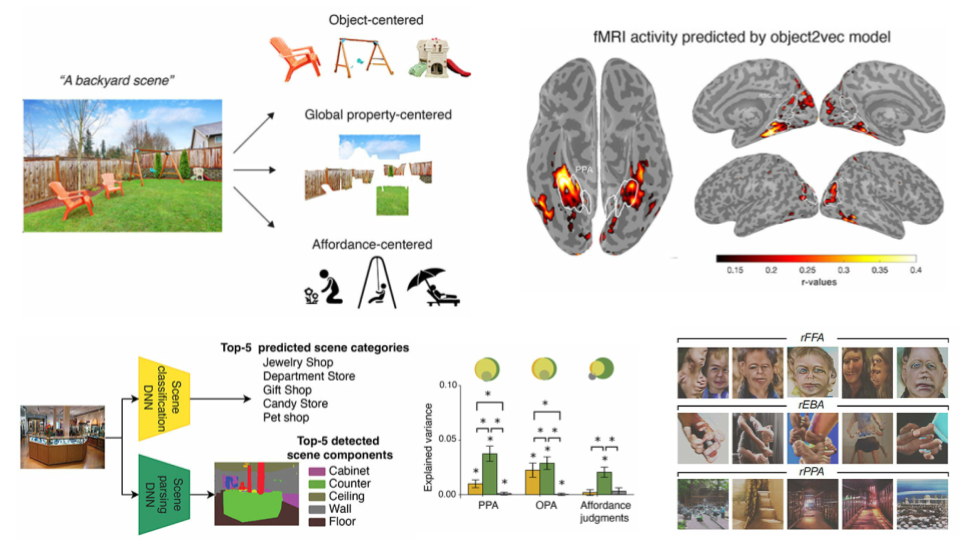 Object-centered
"A backyard scene"
Global property-centered
Affordance-centered
fMRI activity predicted by object2vec model
PPA
0.15 0.2 0.25 0.3 0.35 0.4
r-values
Top-5 predicted scene categories
Jewelry Shop
Department Store
Gift Shop
Candy Store
Pet shop
Scene
classification
DNN
Top-5 detected
scene components
Cabinet
Counter
Ceiling
Wall
Floor
Scene
parsing
DNN
Explained variance
0.10
0.05
0.00
* * * * * * *
* * * * * *
* * *
PPA
OPA
Affordance
judgments
rFFA
rEBA
rPPA